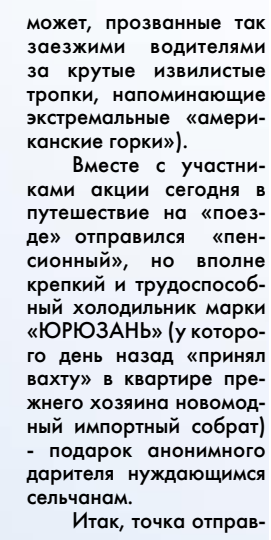 может, прозванные так
заезжими водителями
за крутые извилистые
тропки, напоминающие
экстремальные «амери-
канские горки»).
Вместе с участни-
ками акции сегодня в
путешествие на «поез-
де» отправился «пен-
сионный», но вполне
крепкий и трудоспособ-
ный холодильник марки
«ЮРЮЗАНЬ» (у которо-
го день назад «принял
вахту» в квартире пре-
жнего хозяина новомод-
ный импортный собрат)
- подарок анонимного
дарителя нуждающимся
сельчанам.
Итак, точка отправ-